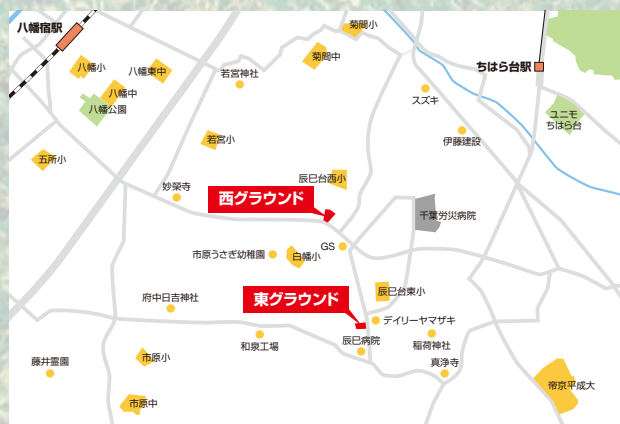 八幡宿駅
菊間小
菊間中
八幡小
八幡東中
若宮神社
ちはら台駅
八幡中
八幡公園
スズキ
ユニモ
ちはら台
伊藤建設
若宮小
五所小
妙榮寺
辰巳台西小
西グラウンド
千葉労災病院
GS
市原うさぎ幼稚園
白幡小
東グラウンド
辰巳台東小
府中日吉神社
デイリーヤマザキ
和泉工場
辰巳病院
稲荷神社
藤井霊園
市原小
真浄寺
帝京平成大
市原中